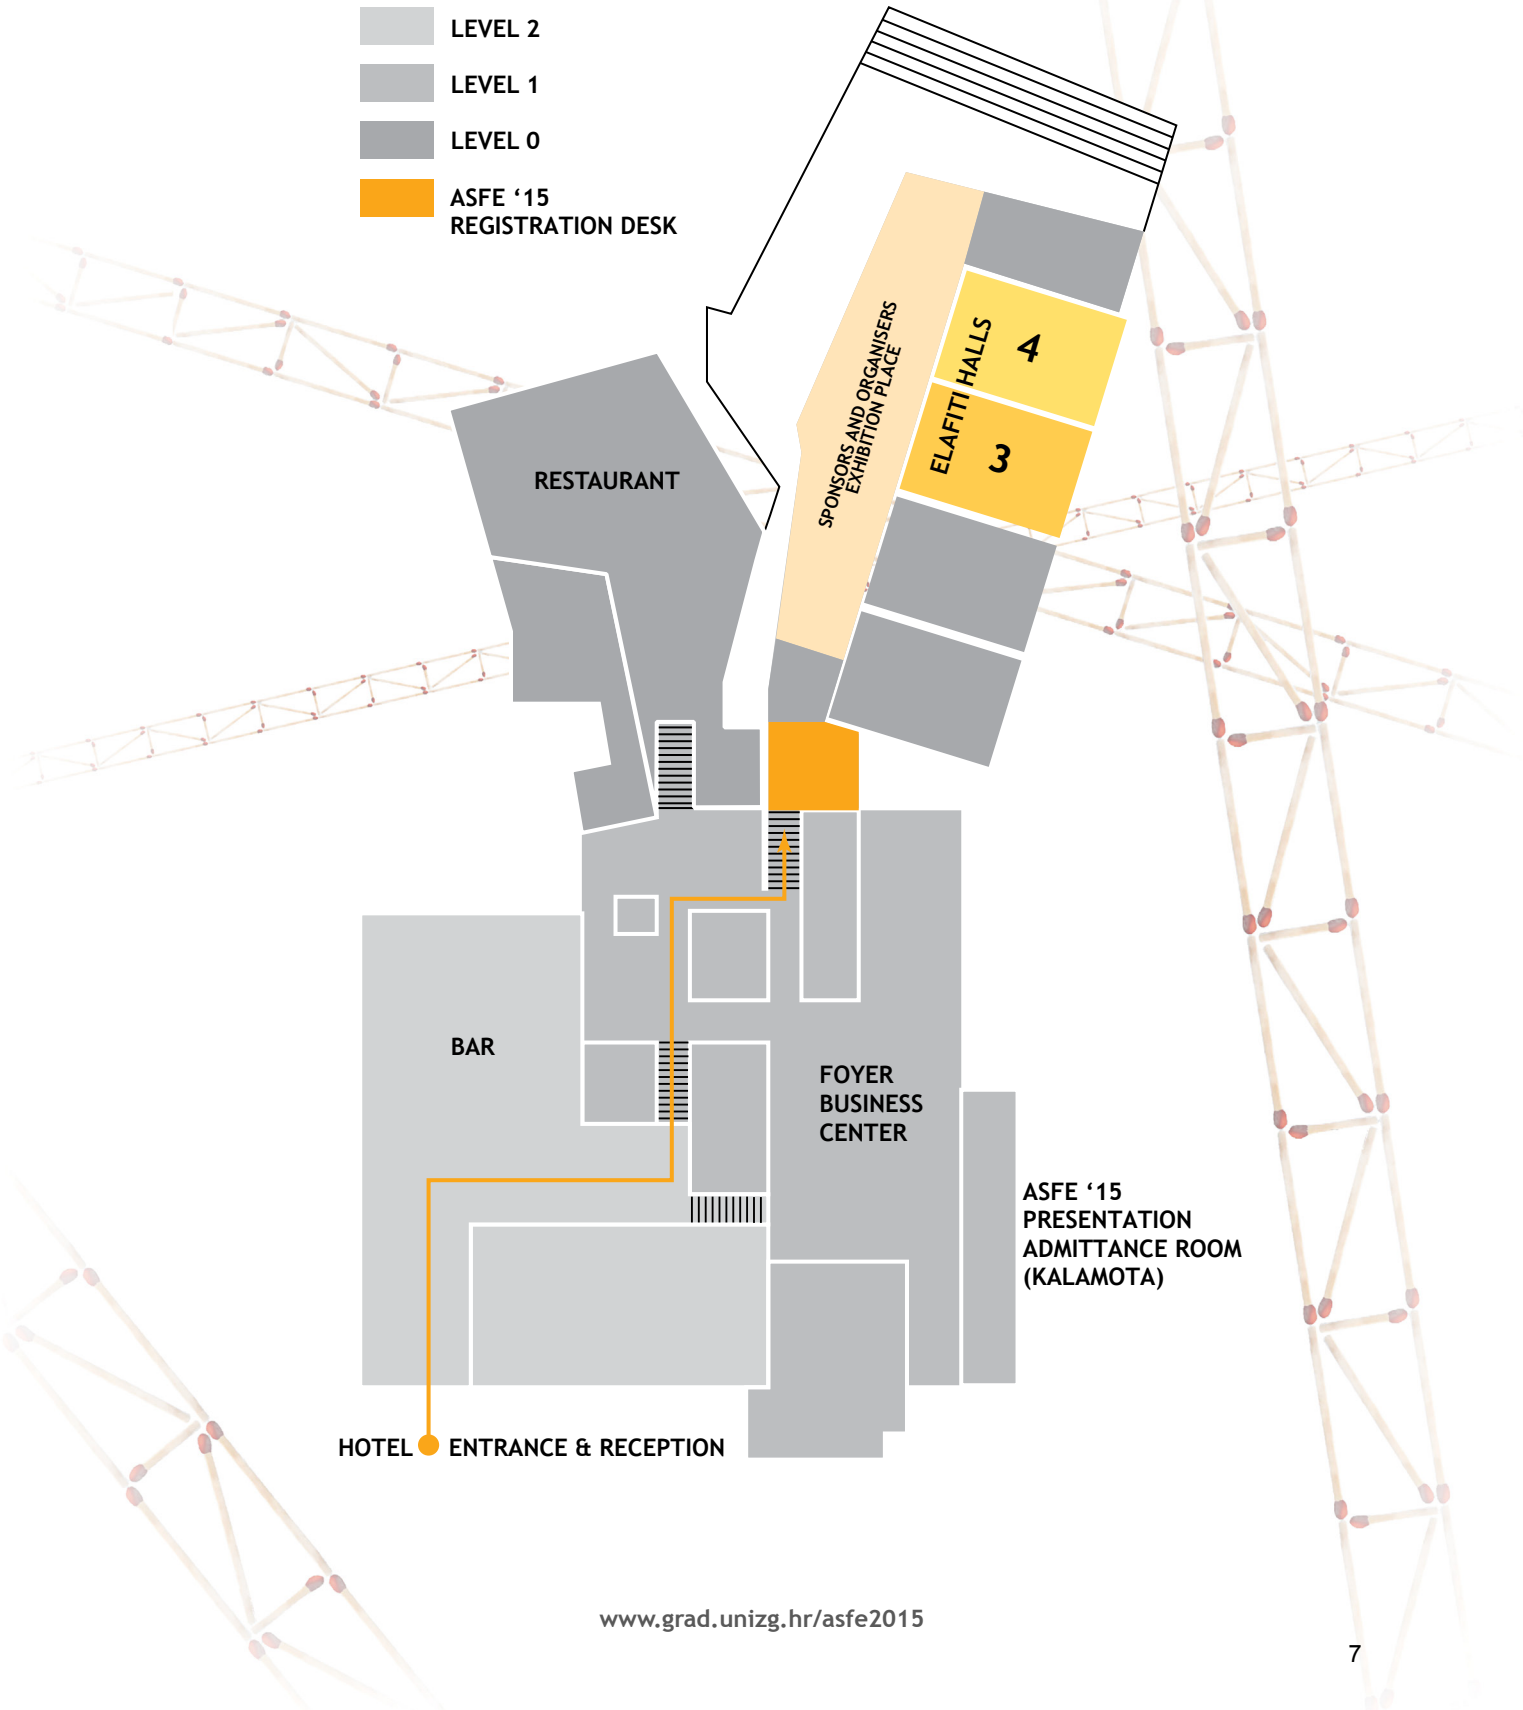 LEVEL 2
LEVEL 1
LEVEL 0
ASFE ‘15
REGISTRATION DESK
SPONSORS AND ORGANISERS
EXHIBITION PLACE
ELAFITI HALLS
4
3
RESTAURANT
BAR
FOYER
BUSINESS
CENTER
ASFE ‘15
PRESENTATION
ADMITTANCE ROOM
(KALAMOTA)
HOTEL ENTRANCE & RECEPTION
www.grad.unizg.hr/asfe2015
7